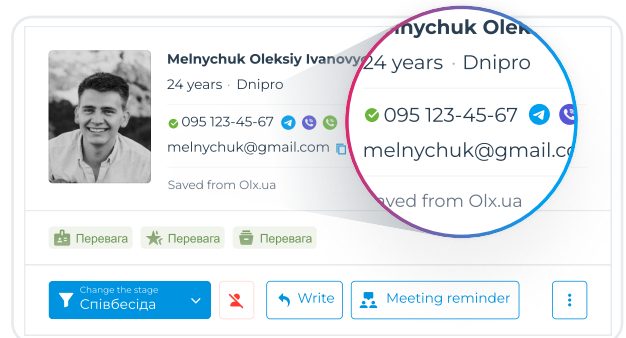 Melnychuk Oleksiy Ivanovy
24 years · Dnipro
095 123-45-67
melnychuk@gmail.com
Saved from Olx.ua
nychuk Olek
24 years · Dnipro
095 123-45-67
melnychuk@gmail.co
aved from Olx.ua
Перевага
Перевага
Перевага
Change the stage
Співбесіда
Write
Meeting reminder